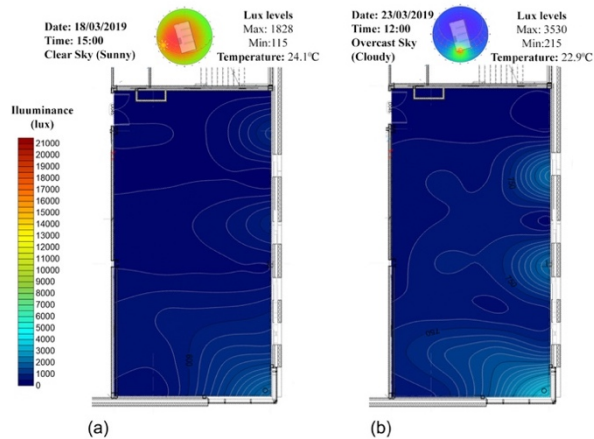 Date: 18/03/2019
Time: 15:00
Clear Sky (Sunny)
Lux levels
Max: 1828
Min:115
Temperature: 24.1⁰C
Date: 23/03/2019
Time: 12:00
Overcast Sky
(Cloudy)
Lux levels
Max: 3530
Min:215
Temperature: 22.9⁰C
Iluuminance
(lux)
21000
20000
19000
18000
17000
16000
15000
14000
13000
12000
11000
10000
9000
8000
7000
6000
5000
4000
3000
2000
1000
0
(a)
(b)